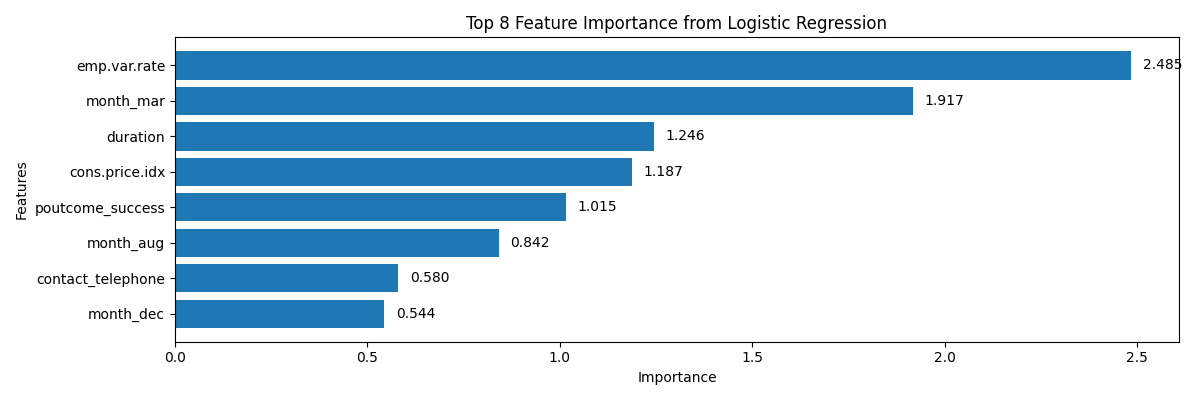 Top 8 Feature Importance from Logistic Regression
emp.var.rate 2.485
month_mar 1.917
duration 1.246
cons.price.idx 1.187
poutcome_success 1.015
month_aug 0.842
contact_telephone 0.580
month_dec 0.544
Features
0.0 0.5 1.0 1.5 2.0 2.5
Importance